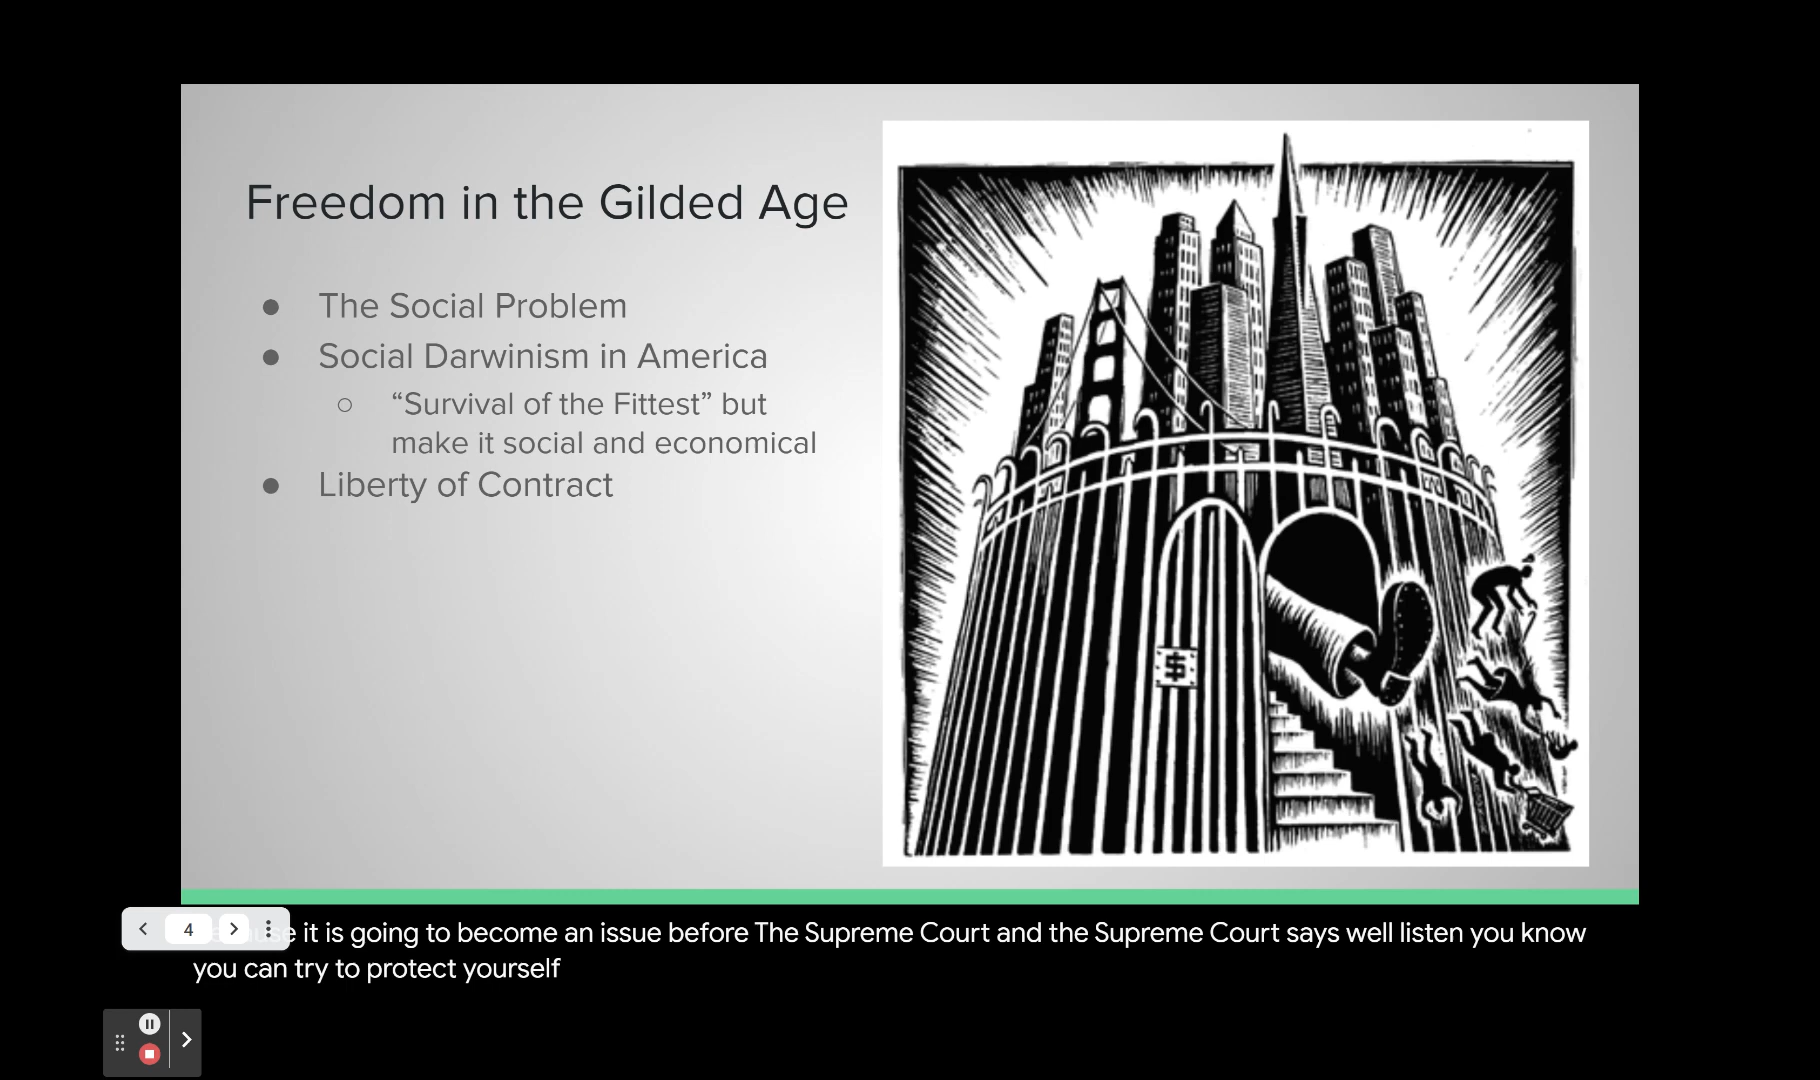 Freedom in the Gilded Age
● The Social Problem
● Social Darwinism in America
○ “Survival of the Fittest” but
make it social and economical
● Liberty of Contract
$
4
it is going to become an issue before The Supreme Court and the Supreme Court says well listen you know
you can try to protect yourself